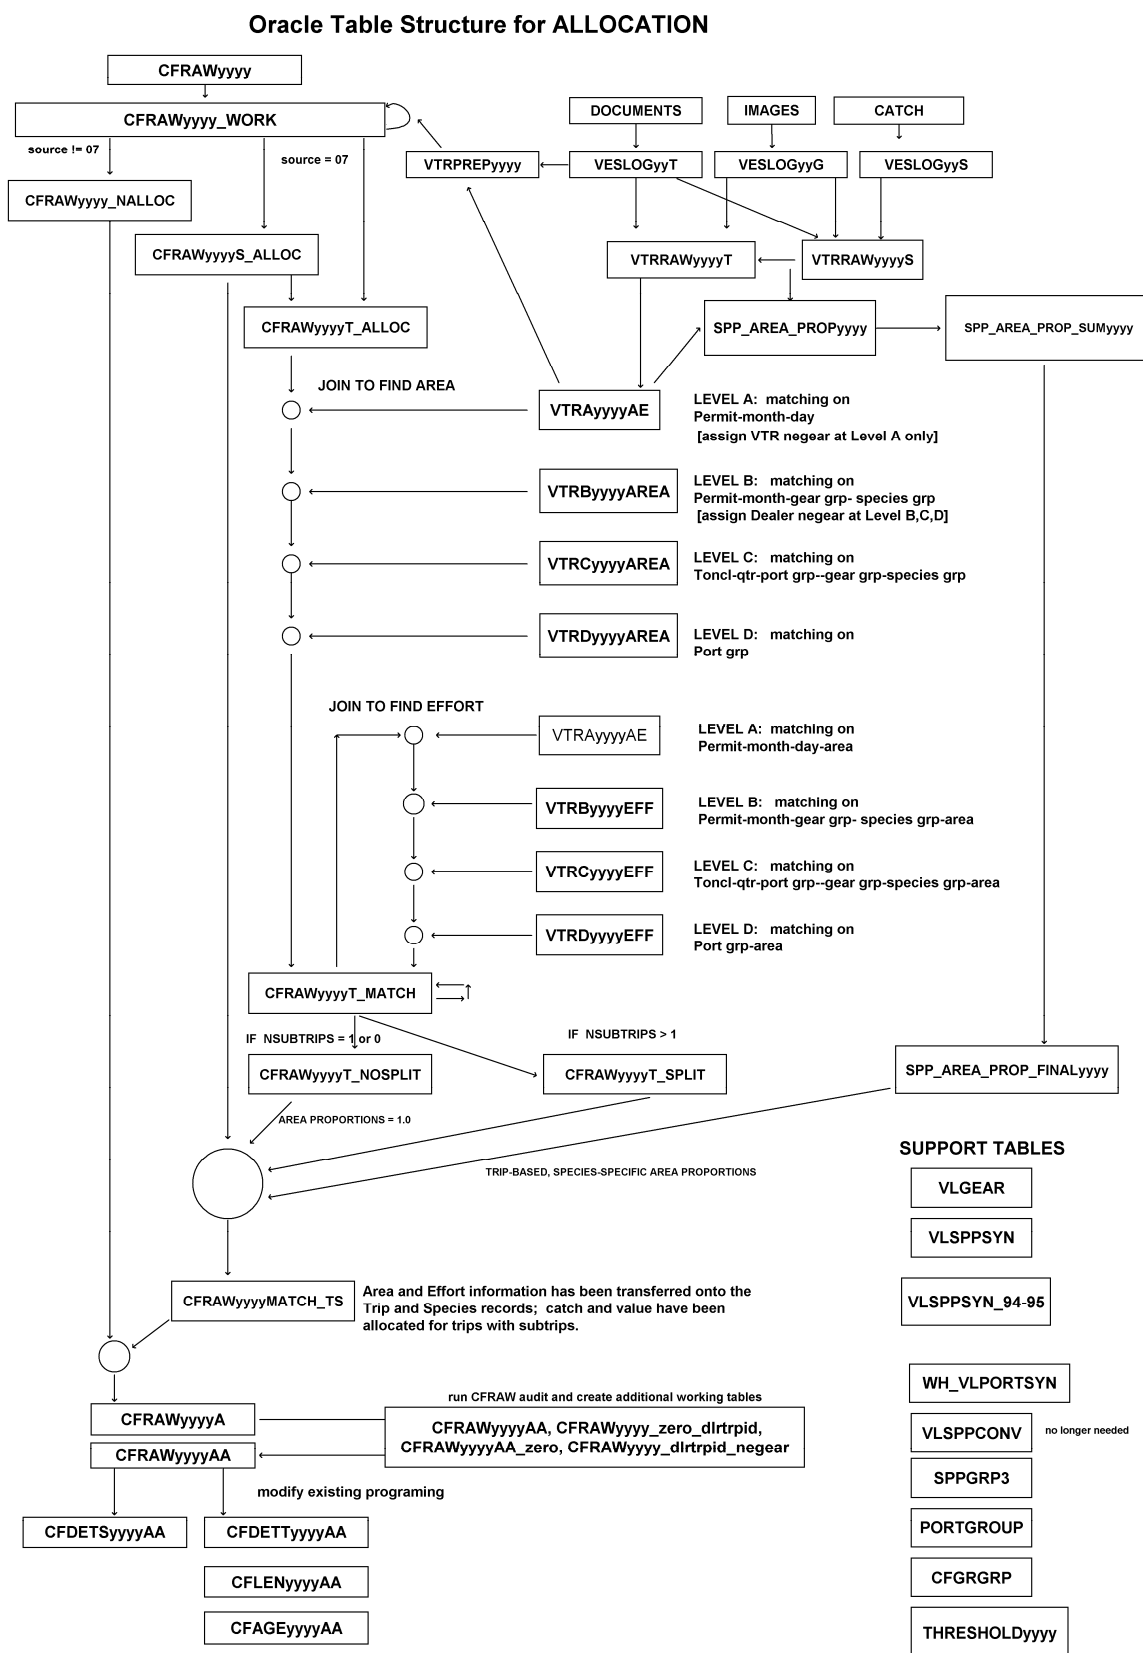 Oracle Table Structure for ALLOCATION
CFRAWyyyy
CFRAWyyyy_WORK
DOCUMENTS
IMAGES
CATCH
source != 07
source = 07
VTRPREPyyyy
VESLOGyyT
VESLOGyyG
VESLOGyyS
CFRAWyyyy_NALLOC
CFRAWyyyyS_ALLOC
VTRRAWyyyyT
VTRRAWyyyyS
CFRAWyyyyT_ALLOC
SPP_AREA_PROPyyyy
SPP_AREA_PROP_SUMyyyy
JOIN TO FIND AREA
VTRAyyyyAE
LEVEL A: matching on
Permit-month-day
[assign VTR negear at Level A only]
VTRByyyyAREA
LEVEL B: matching on
Permit-month-gear grp- species grp
[assign Dealer negear at Level B,C,D]
VTRCyyyyAREA
LEVEL C: matching on
Toncl-qtr-port grp--gear grp-species grp
VTRDyyyyAREA
LEVEL D: matching on
Port grp
JOIN TO FIND EFFORT
VTRAyyyyAE
LEVEL A: matching on
Permit-month-day-area
VTRByyyyEFF
LEVEL B: matching on
Permit-month-gear grp- species grp-area
VTRCyyyyEFF
LEVEL C: matching on
Toncl-qtr-port grp--gear grp-species grp-area
VTRDyyyyEFF
LEVEL D: matching on
Port grp-area
CFRAWyyyyT_MATCH
IF NSUBTRIPS = 1 or 0
IF NSUBTRIPS > 1
CFRAWyyyyT_NOSPLIT
CFRAWyyyyT_SPLIT
SPP_AREA_PROP_FINALyyyy
AREA PROPORTIONS = 1.0
TRIP-BASED, SPECIES-SPECIFIC AREA PROPORTIONS
SUPPORT TABLES
VLGEAR
VLSPPSYN
VLSPPSYN_94-95
CFRAWyyyyMATCH_TS
Area and Effort information has been transferred onto the
Trip and Species records; catch and value have been
allocated for trips with subtrips.
WH_VLPORTSYN
run CFRAW audit and create additional working tables
CFRAWyyyyA
CFRAWyyyyAA, CFRAWyyyy_zero_dlrtrpid,
CFRAWyyyyAA_zero, CFRAWyyyy_dlrtrpid_negear
VLSPPCONV
no longer needed
CFRAWyyyyAA
SPPGRP3
modify existing programing
CFDETSyyyyAA
CFDETTyyyyAA
PORTGROUP
CFLENyyyyAA
CFGRGRP
CFAGEyyyyAA
THRESHOLDyyyy